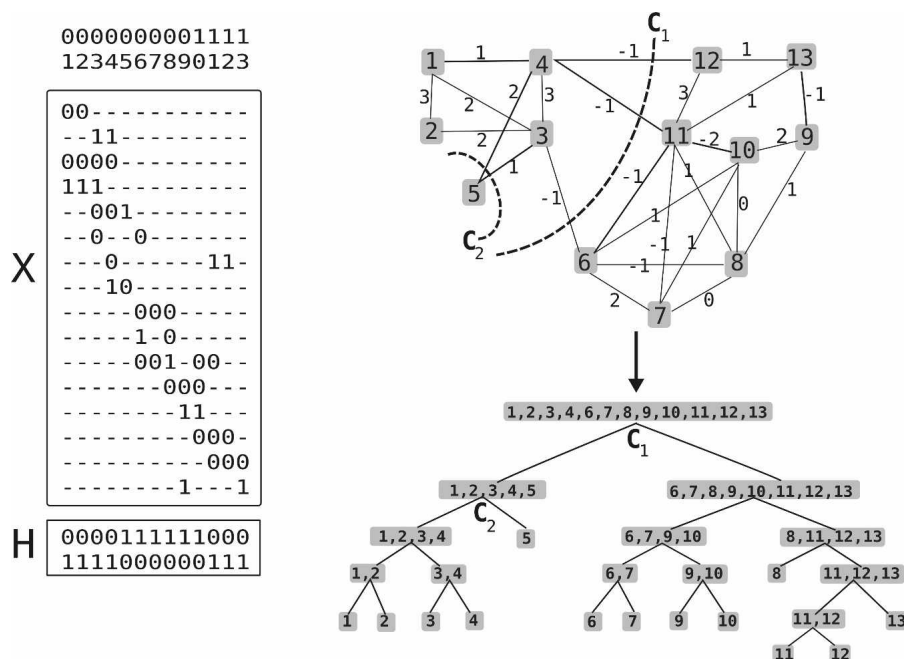 0000000001111
1234567890123
X
00-----------
--11---------
0000---------
111----------
--001--------
--0--0-------
---0------11-
---10--------
-----000-----
-----1-0-----
-----001-00--
-------000---
--------11---
---------000-
----------000
--------1---1
H
0000111111000
1111000000111
C1
1 1 4 -1 12 1 13
3 2 2 3 -1 3 1 -1
2 2 3 11 -2 10 2 9
5 1 -1 -1 1 1
C2
-1 1 0
6 -1 8
2 7 0
1,2,3,4,6,7,8,9,10,11,12,13
C1
1,2,3,4,5 6,7,8,9,10,11,12,13
C2
1,2,3,4 5 6,7,9,10 8,11,12,13
1,2 3,4 6,7 9,10 8 11,12,13
1 2 3 4 6 7 9 10 11,12 13
11 12